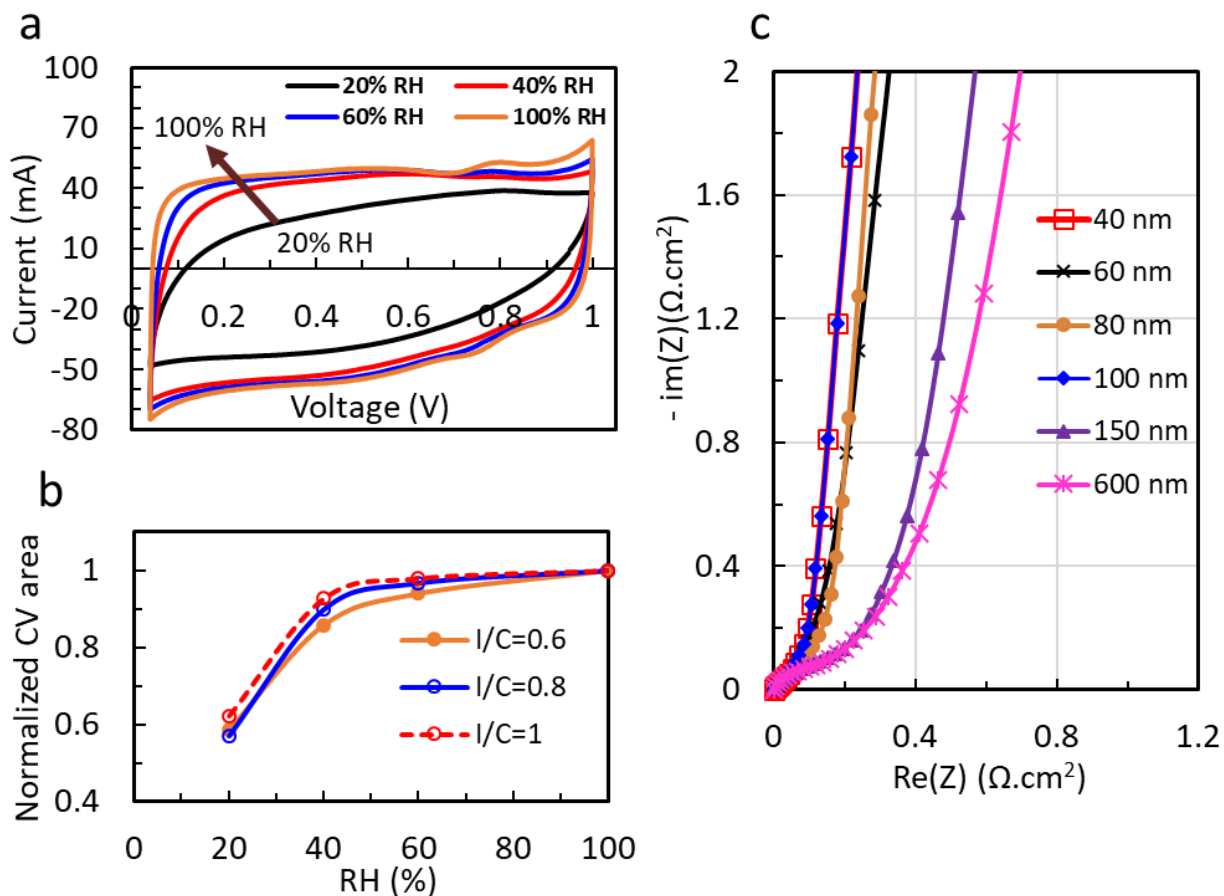 a
100
70
40
10
-20
-50
-80
Current (mA)
20% RH
40% RH
60% RH
100% RH
100% RH
20% RH
0
0.2
0.4
0.6
0.8
1
Voltage (V)
b
1
0.8
0.6
0.4
Normalized CV area
I/C=0.6
I/C=0.8
I/C=1
0
20
40
60
80
100
RH (%)
c
2
1.6
1.2
0.8
0.4
0
- im(Z)(Ω.cm²)
40 nm
60 nm
80 nm
100 nm
150 nm
600 nm
0
0.4
0.8
1.2
Re(Z) (Ω.cm²)